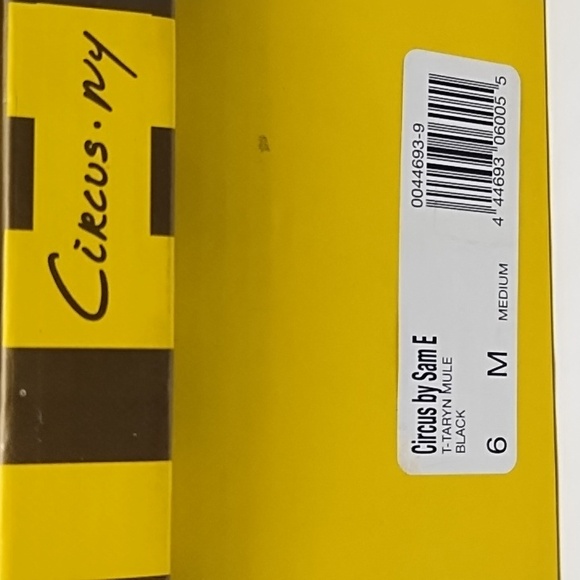 Circus.NY
Circus by Sam E
T-TARYN MULE
BLACK
6 M MEDIUM
0044693-9
4 44693 06005 5